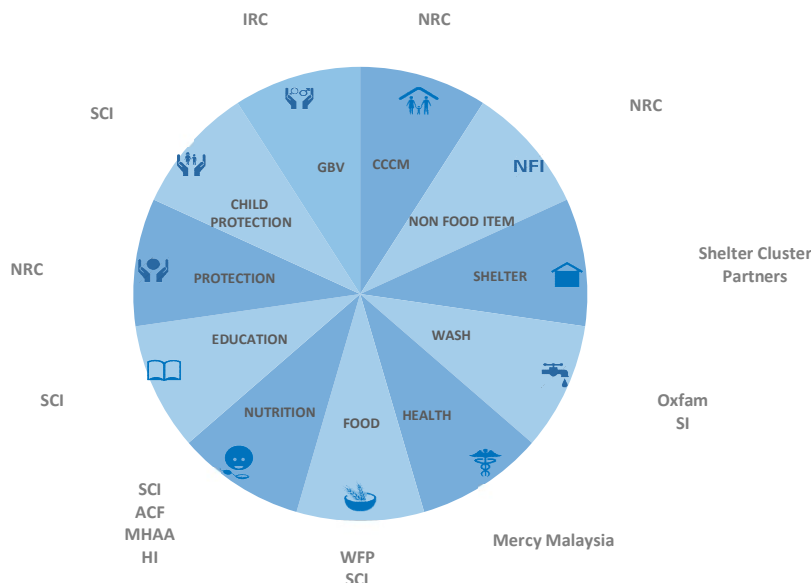 IRC
NRC
SCI
NRC
GBV
CCCM
NFI
CHILD
PROTECTION
NON FOOD ITEM
NRC
PROTECTION
SHELTER
Shelter Cluster
Partners
EDUCATION
WASH
SCI
NUTRITION
FOOD
HEALTH
Oxfam
SI
SCI
ACF
MHAA
HI
WFP
SCI
Mercy Malaysia